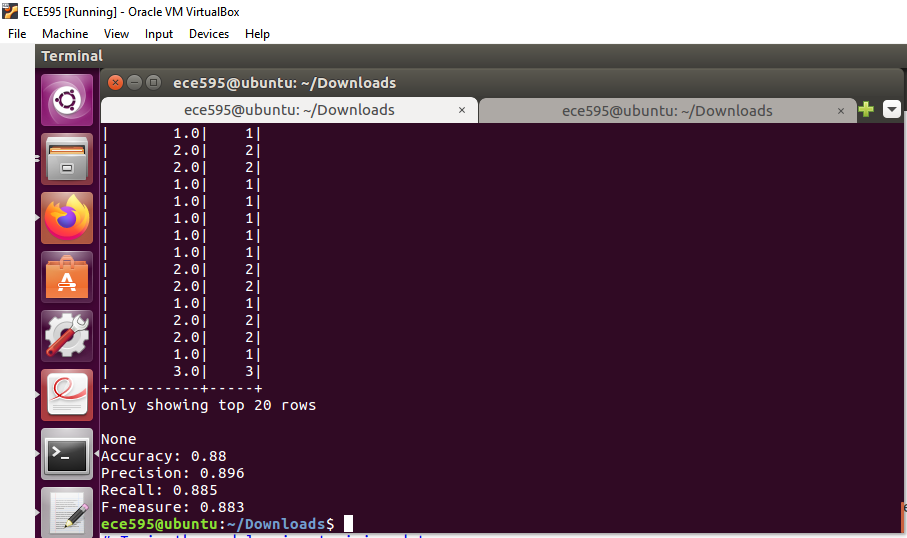 ECE595 [Running] - Oracle VM VirtualBox
File Machine View Input Devices Help
Terminal
ece595@ubuntu: ~/Downloads
ece595@ubuntu: ~/Downloads × ece595@ubuntu: ~/Downloads ×
| 1.0| 1|
| 2.0| 2|
| 2.0| 2|
| 1.0| 1|
| 1.0| 1|
| 1.0| 1|
| 1.0| 1|
| 1.0| 1|
| 2.0| 2|
| 2.0| 2|
| 1.0| 1|
| 2.0| 2|
| 2.0| 2|
| 1.0| 1|
| 3.0| 3|
+----------+-----+
only showing top 20 rows
None
Accuracy: 0.88
Precision: 0.896
Recall: 0.885
F-measure: 0.883
ece595@ubuntu:~/Downloads$